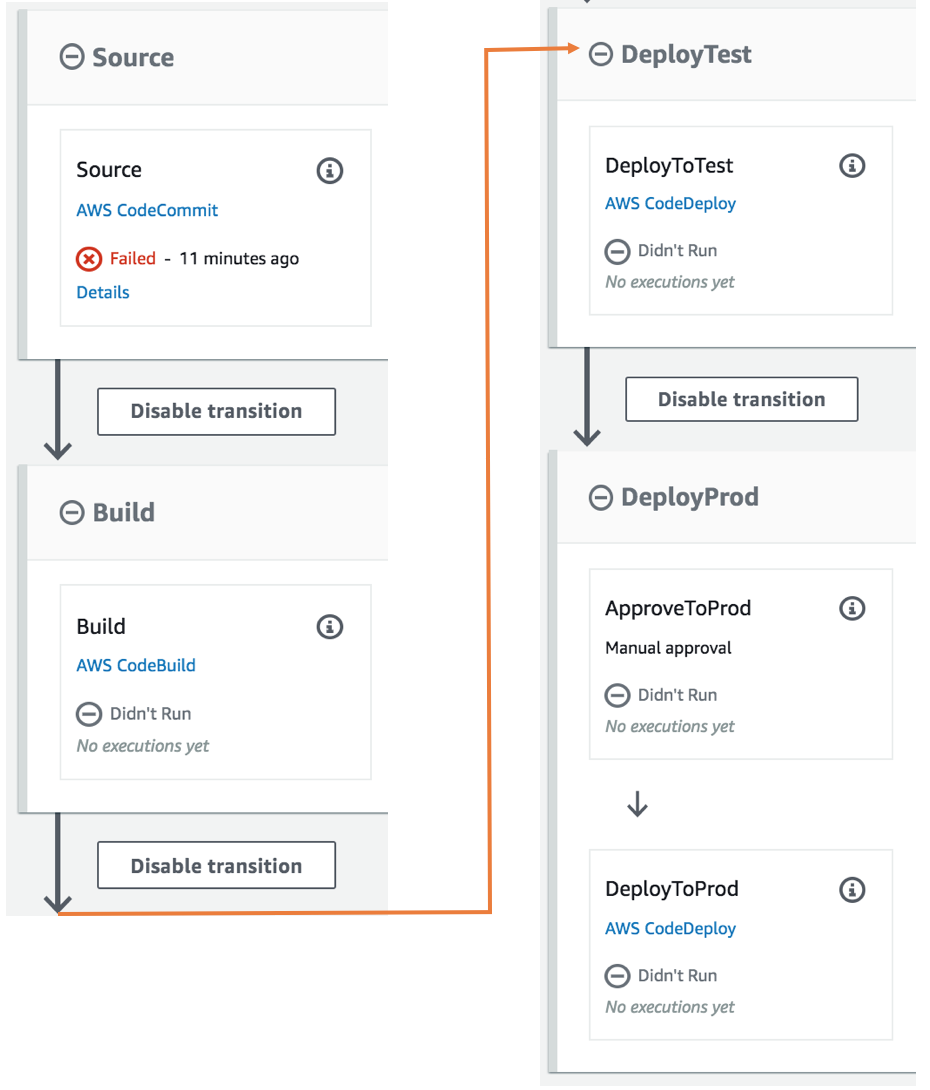 Source
Source
AWS CodeCommit
Failed - 11 minutes ago
Details
Disable transition
Build
Build
AWS CodeBuild
Didn't Run
No executions yet
Disable transition
DeployTest
DeployToTest
AWS CodeDeploy
Didn't Run
No executions yet
Disable transition
DeployProd
ApproveToProd
Manual approval
Didn't Run
No executions yet
DeployToProd
AWS CodeDeploy
Didn't Run
No executions yet